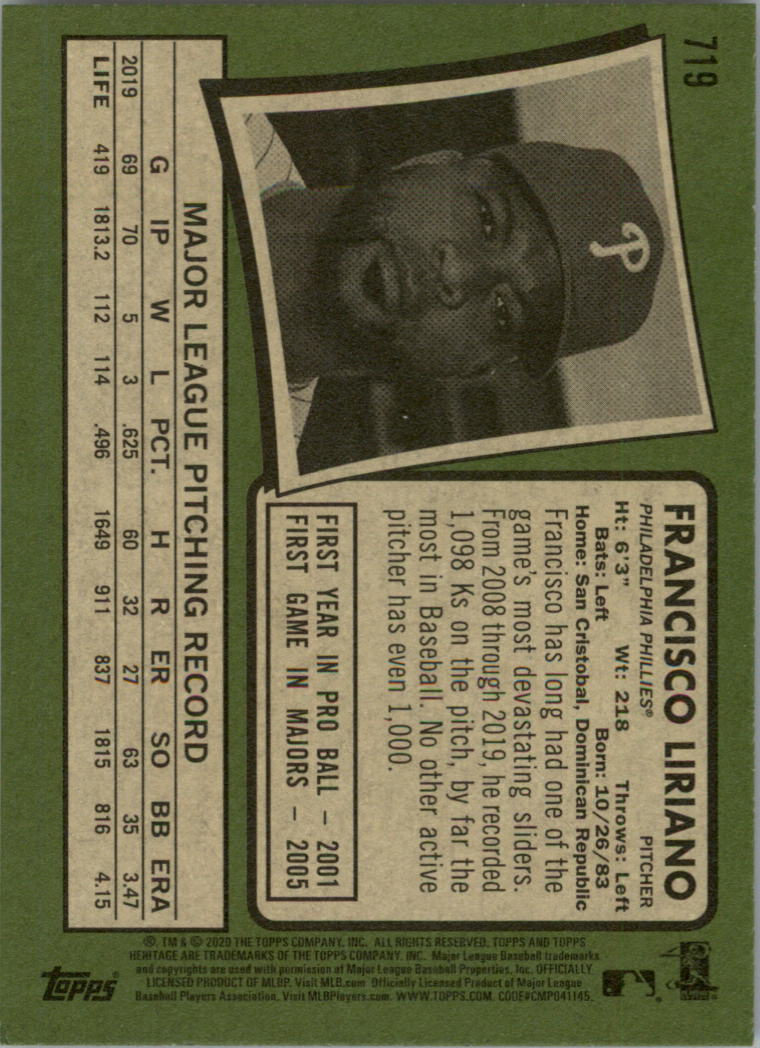 719
P
FRANCISCO LIRIANO
PHILADELPHIA PHILLIES® PITCHER
Ht: 6'3" Wt: 218 Throws: Left
Bats: Left Born: 10/26/83
Home: San Cristobal, Dominican Republic
Francisco has long had one of the
game's most devastating sliders.
From 2008 through 2019, he recorded
1,098 Ks on the pitch, by far the
most in Baseball. No other active
pitcher has even 1,000.
FIRST YEAR IN PRO BALL – 2001
FIRST GAME IN MAJORS – 2005
MAJOR LEAGUE PITCHING RECORD
G IP W L PCT. H R ER SO BB ERA
2019 69 70 5 3 .625 60 32 27 63 35 3.47
LIFE 419 1813.2 112 114 .496 1649 911 837 1815 816 4.15
®, TM & © 2020 THE TOPPS COMPANY, INC. ALL RIGHTS RESERVED. TOPPS AND TOPPS
HERITAGE ARE TRADEMARKS OF THE TOPPS COMPANY, INC. Major League Baseball trademarks
and copyrights are used with permission of Major League Baseball Properties, Inc. OFFICIALLY
LICENSED PRODUCT OF MLBP. Visit MLB.com Officially Licensed Product of Major League
Baseball Players Association. Visit MLBPlayers.com. WWW.TOPPS.COM. CODE#CMP041145.
topps